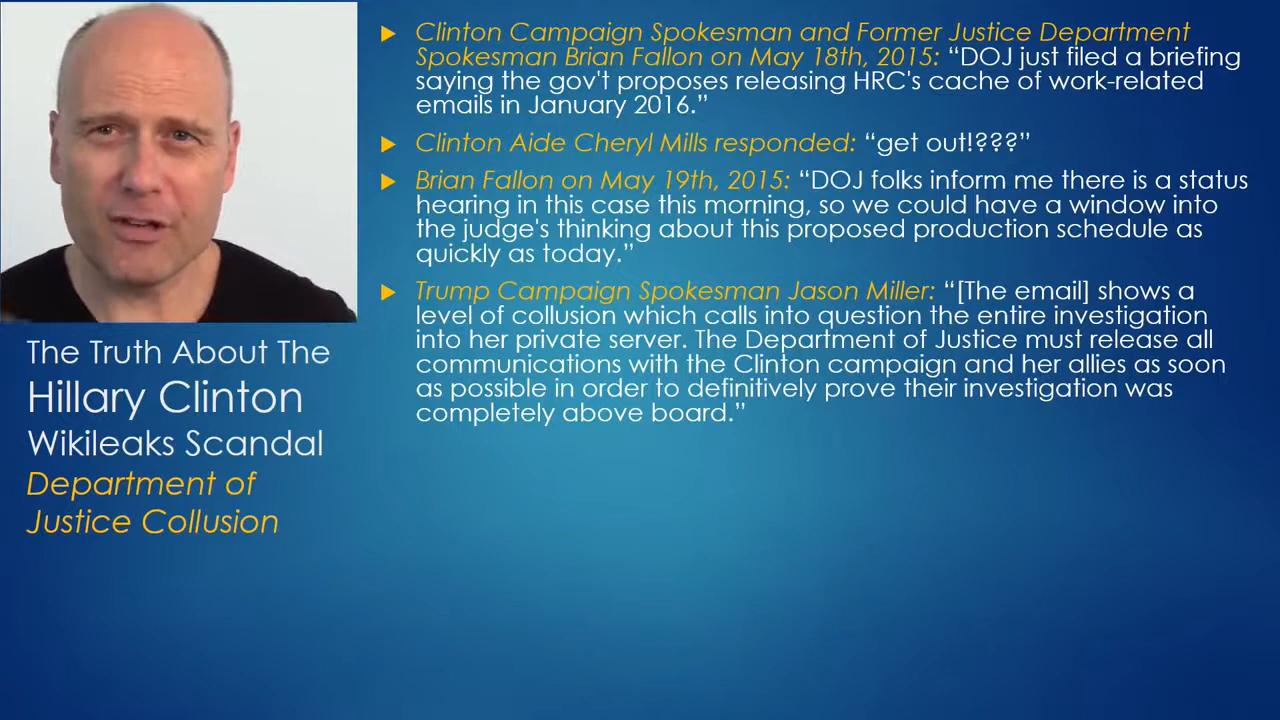 The Truth About The
Hillary Clinton
Wikileaks Scandal
Department of
Justice Collusion
Clinton Campaign Spokesman and Former Justice Department
Spokesman Brian Fallon on May 18th, 2015: “DOJ just filed a briefing
saying the gov't proposes releasing HRC's cache of work-related
emails in January 2016.”
Clinton Aide Cheryl Mills responded: “get out!???”
Brian Fallon on May 19th, 2015: “DOJ folks inform me there is a status
hearing in this case this morning, so we could have a window into
the judge's thinking about this proposed production schedule as
quickly as today.”
Trump Campaign Spokesman Jason Miller: “[The email] shows a
level of collusion which calls into question the entire investigation
into her private server. The Department of Justice must release all
communications with the Clinton campaign and her allies as soon
as possible in order to definitively prove their investigation was
completely above board.”